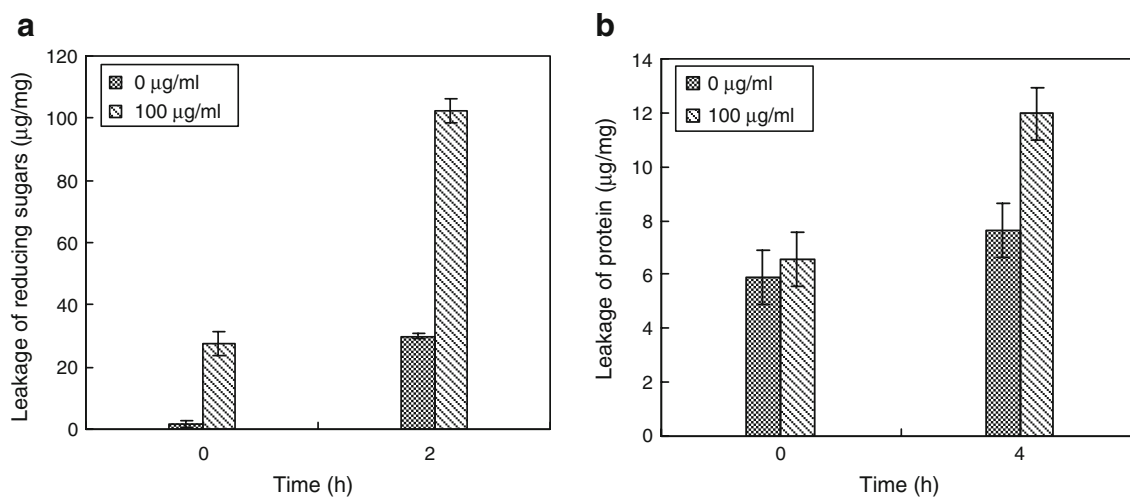 a
Leakage of reducing sugars (μg/mg)
120
100
80
60
40
20
0
0 μg/ml
100 μg/ml
0
2
Time (h)
b
Leakage of protein (μg/mg)
14
12
10
8
6
4
2
0
0 μg/ml
100 μg/ml
0
4
Time (h)